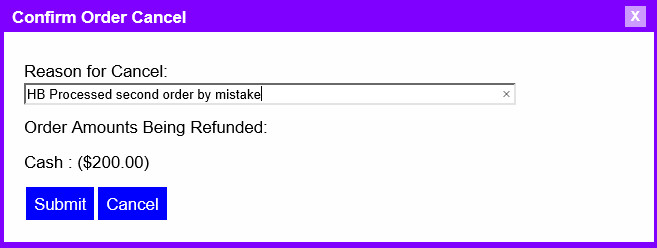 Confirm Order Cancel X
Reason for Cancel:
HB Processed second order by mistake ×
Order Amounts Being Refunded:
Cash : ($200.00)
Submit Cancel